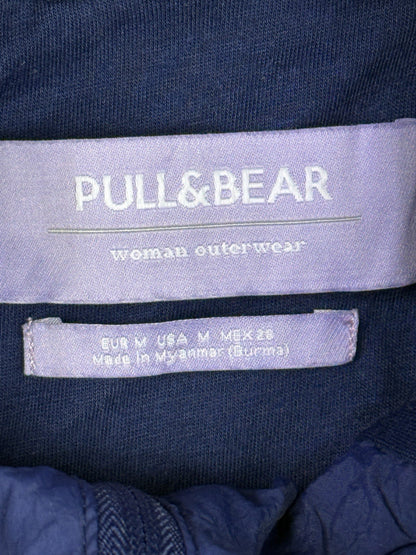 PULL&BEAR
woman outerwear
EUR M USA M MEX 28
Made in Myanmar (Burma)